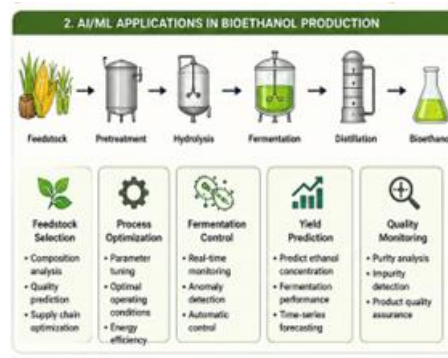 2. AI/ML APPLICATIONS IN BIOETHANOL PRODUCTION
Feedstock
Pretreatment
Hydrolysis
Fermentation
Distillation
Bioethanol
Feedstock
Selection
• Composition
analysis
• Quality
prediction
• Supply chain
optimization
Process
Optimization
• Parameter
tuning
• Optimal
operating
conditions
• Energy
efficiency
Fermentation
Control
• Real-time
monitoring
• Anomaly
detection
• Automatic
control
Yield
Prediction
• Predict ethanol
concentration
• Fermentation
performance
• Time-series
forecasting
Quality
Monitoring
• Purity analysis
• Impurity
detection
• Product quality
assurance